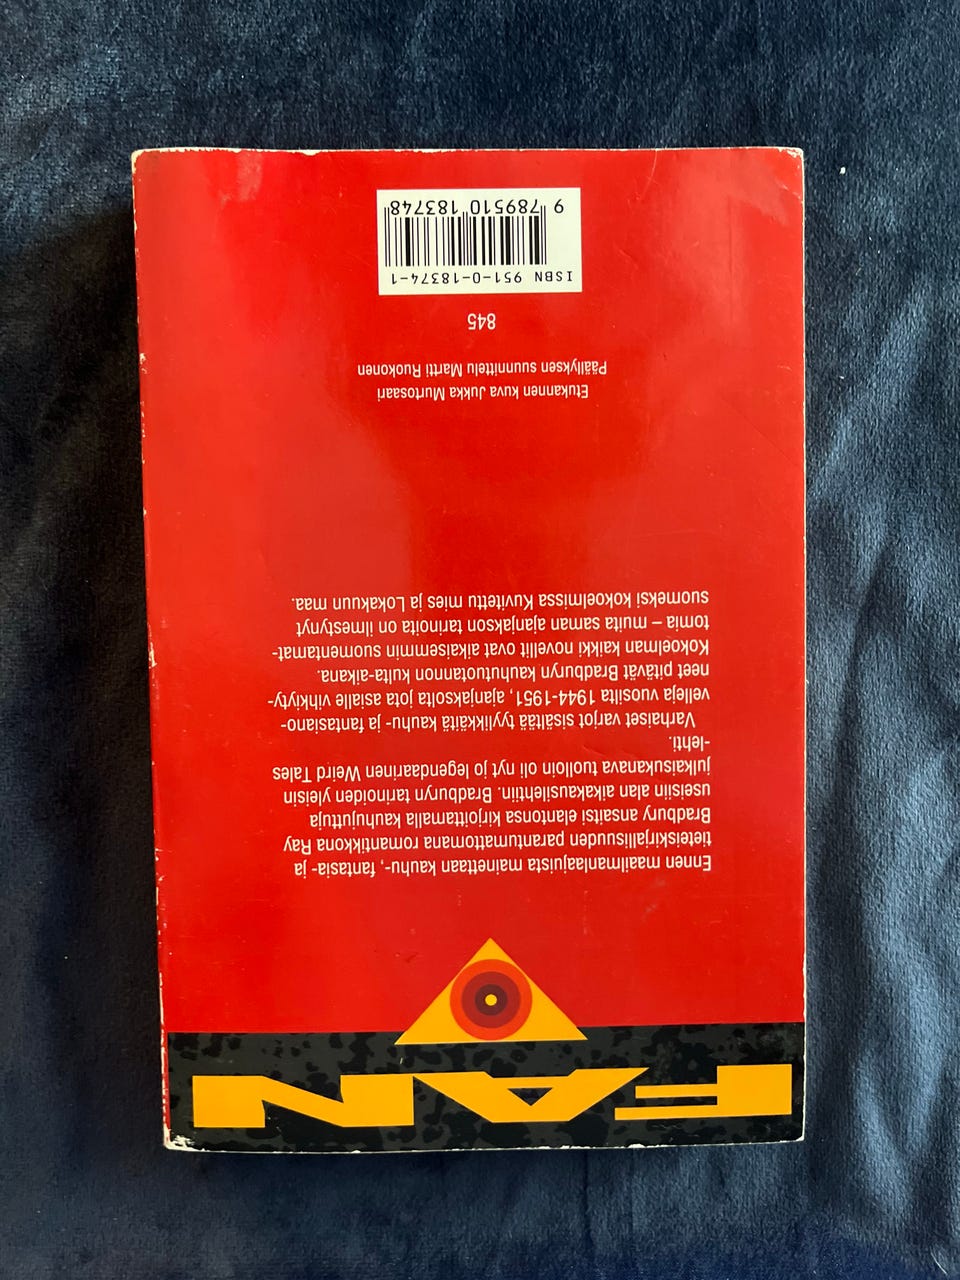 FAN
Ennen maailmanlaajuista mainettaan kauhu-, fantasia- ja
tieteiskirjallisuuden parantumattomana romantikkona Ray
Bradbury ansaitsi elantonsa kirjoittamalla kauhujuttuja
useisiin alan aikakausilehtiin. Bradburyn tarinoiden yleisin
julkaisukanava tuolloin oli nyt jo legendaarinen Weird Tales
-lehti.
Varhaiset varjot sisältää tyylikkäitä kauhu- ja fantasiano-
velleja vuosilta 1944-1951, ajanjaksolta jota asialle vihkiyty-
neet pitävät Bradburyn kauhutuotannon kulta-aikana.
Kokoelman kaikki novellit ovat aikaisemmin suomentamat-
tomia – muita saman ajanjakson tarinoita on ilmestynyt
suomeksi kokoelmissa Kuvitettu mies ja Lokakuun maa.
Etukannen kuva Jukka Murtosaari
Päällyksen suunnittelu Martti Ruokonen
845
ISBN 951-0-18374-1
9 789510 183748